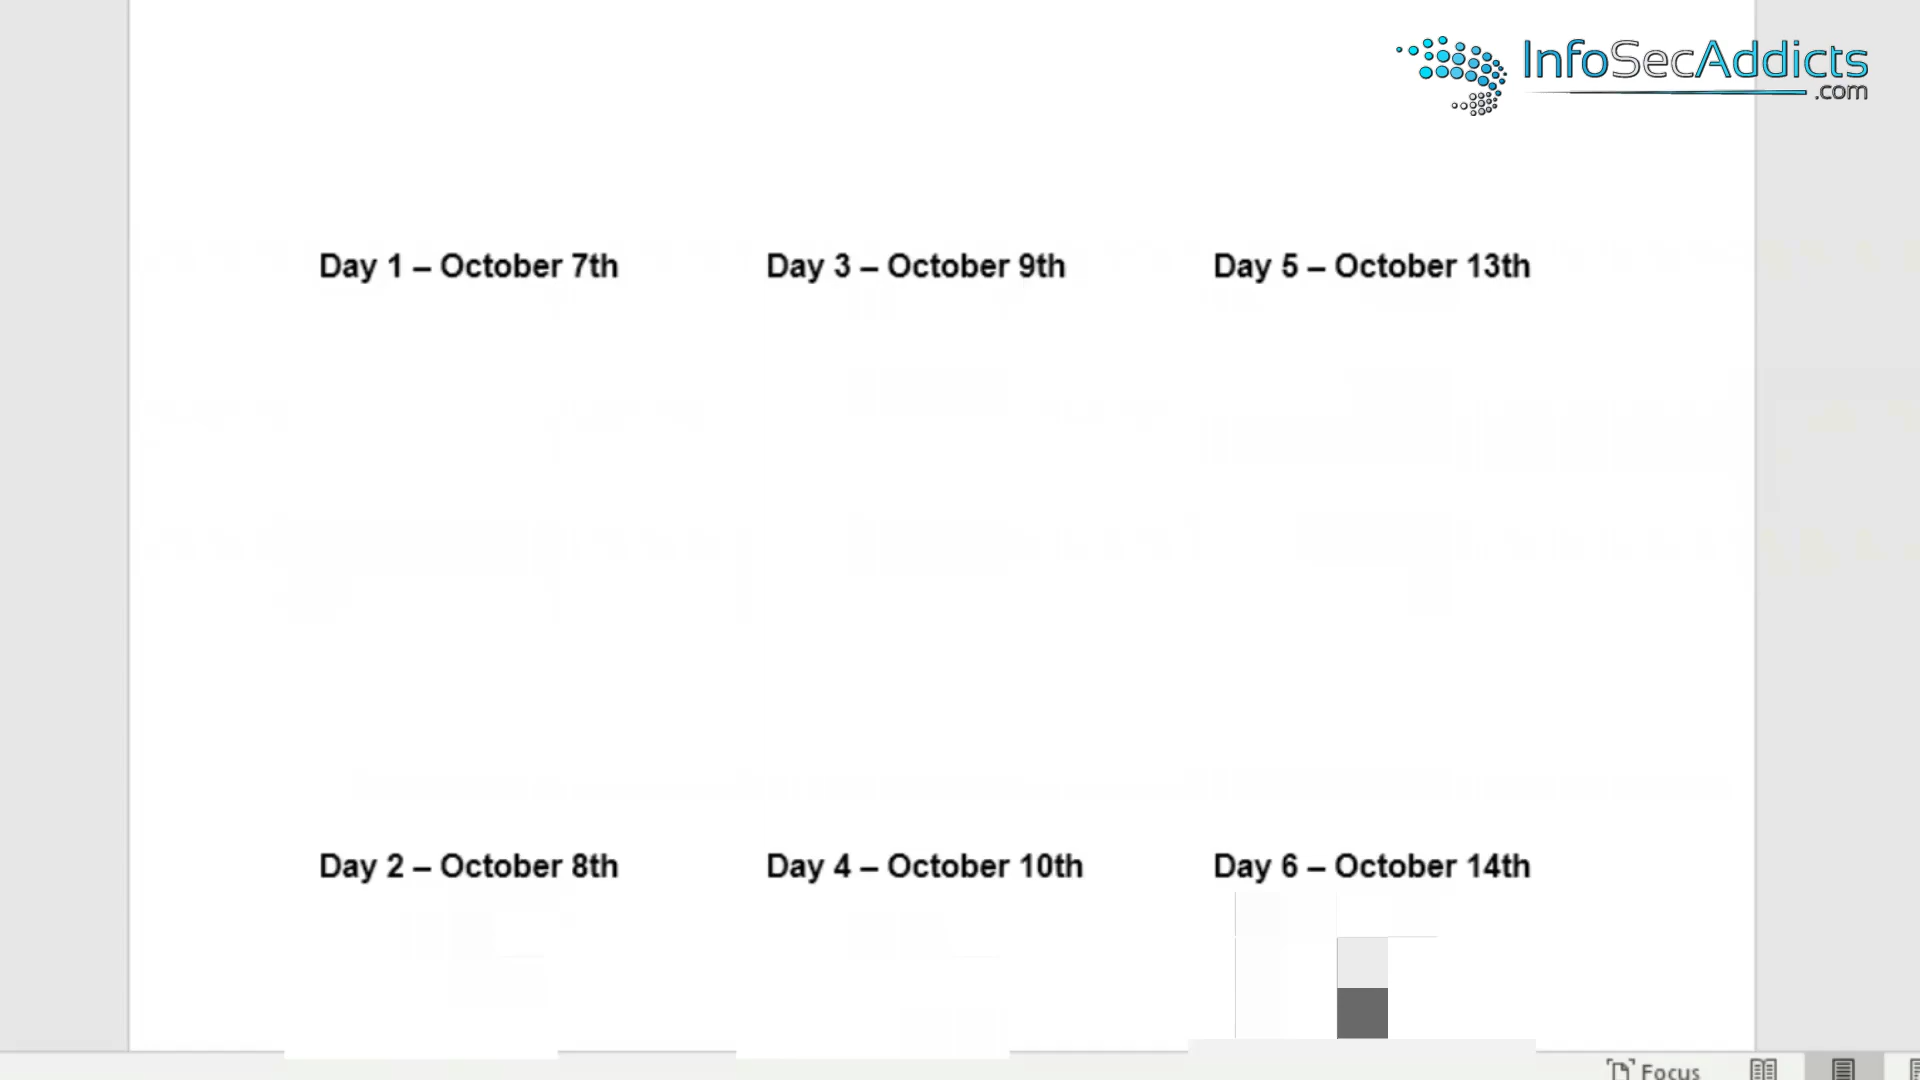 InfoSecAddicts
.com
Day 1 – October 7th
Day 3 – October 9th
Day 5 – October 13th
Day 2 – October 8th
Day 4 – October 10th
Day 6 – October 14th
Focus